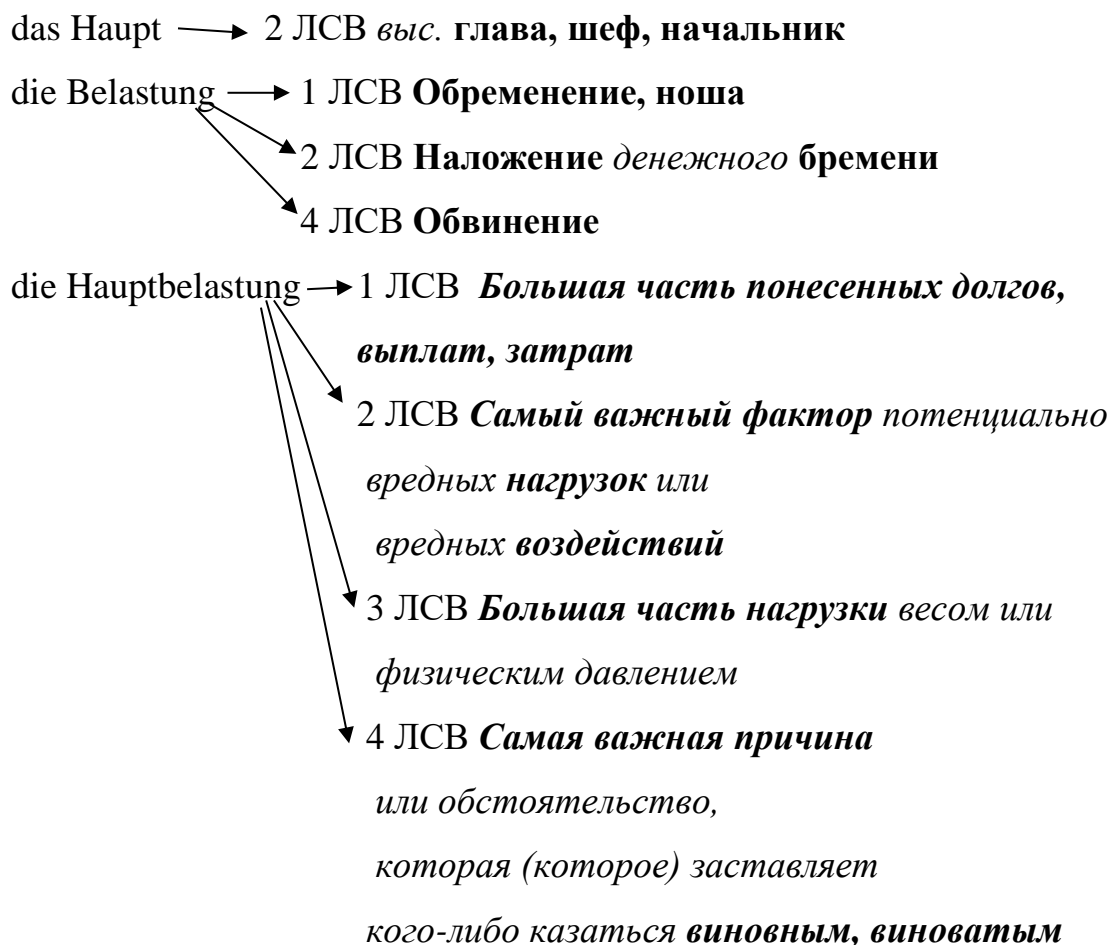 das Haupt 2 ЛСВ выс. глава, шеф, начальник
die Belastung 1 ЛСВ Обременение, ноша
2 ЛСВ Наложение денежного бремени
4 ЛСВ Обвинение
die Hauptbelastung 1 ЛСВ Большая часть понесенных долгов,
выплат, затрат
2 ЛСВ Самый важный фактор потенциально
вредных нагрузок или
вредных воздействий
3 ЛСВ Большая часть нагрузки весом или
физическим давлением
4 ЛСВ Самая важная причина
или обстоятельство,
которая (которое) заставляет
кого-либо казаться виновным, виноватым